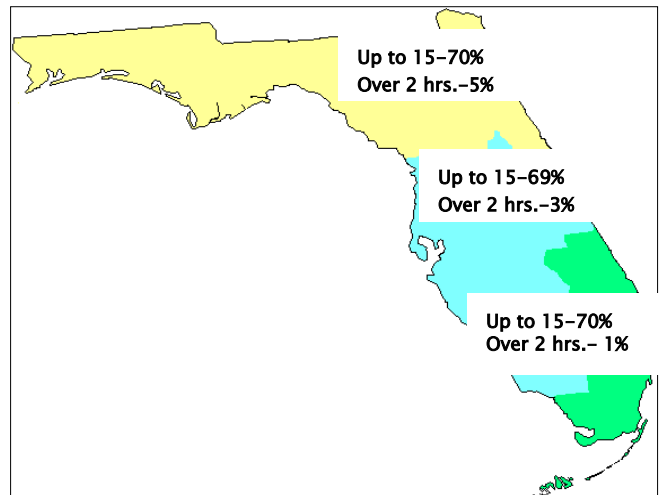 Up to 15-70%
Over 2 hrs.-5%
Up to 15-69%
Over 2 hrs.-3%
Up to 15-70%
Over 2 hrs.- 1%